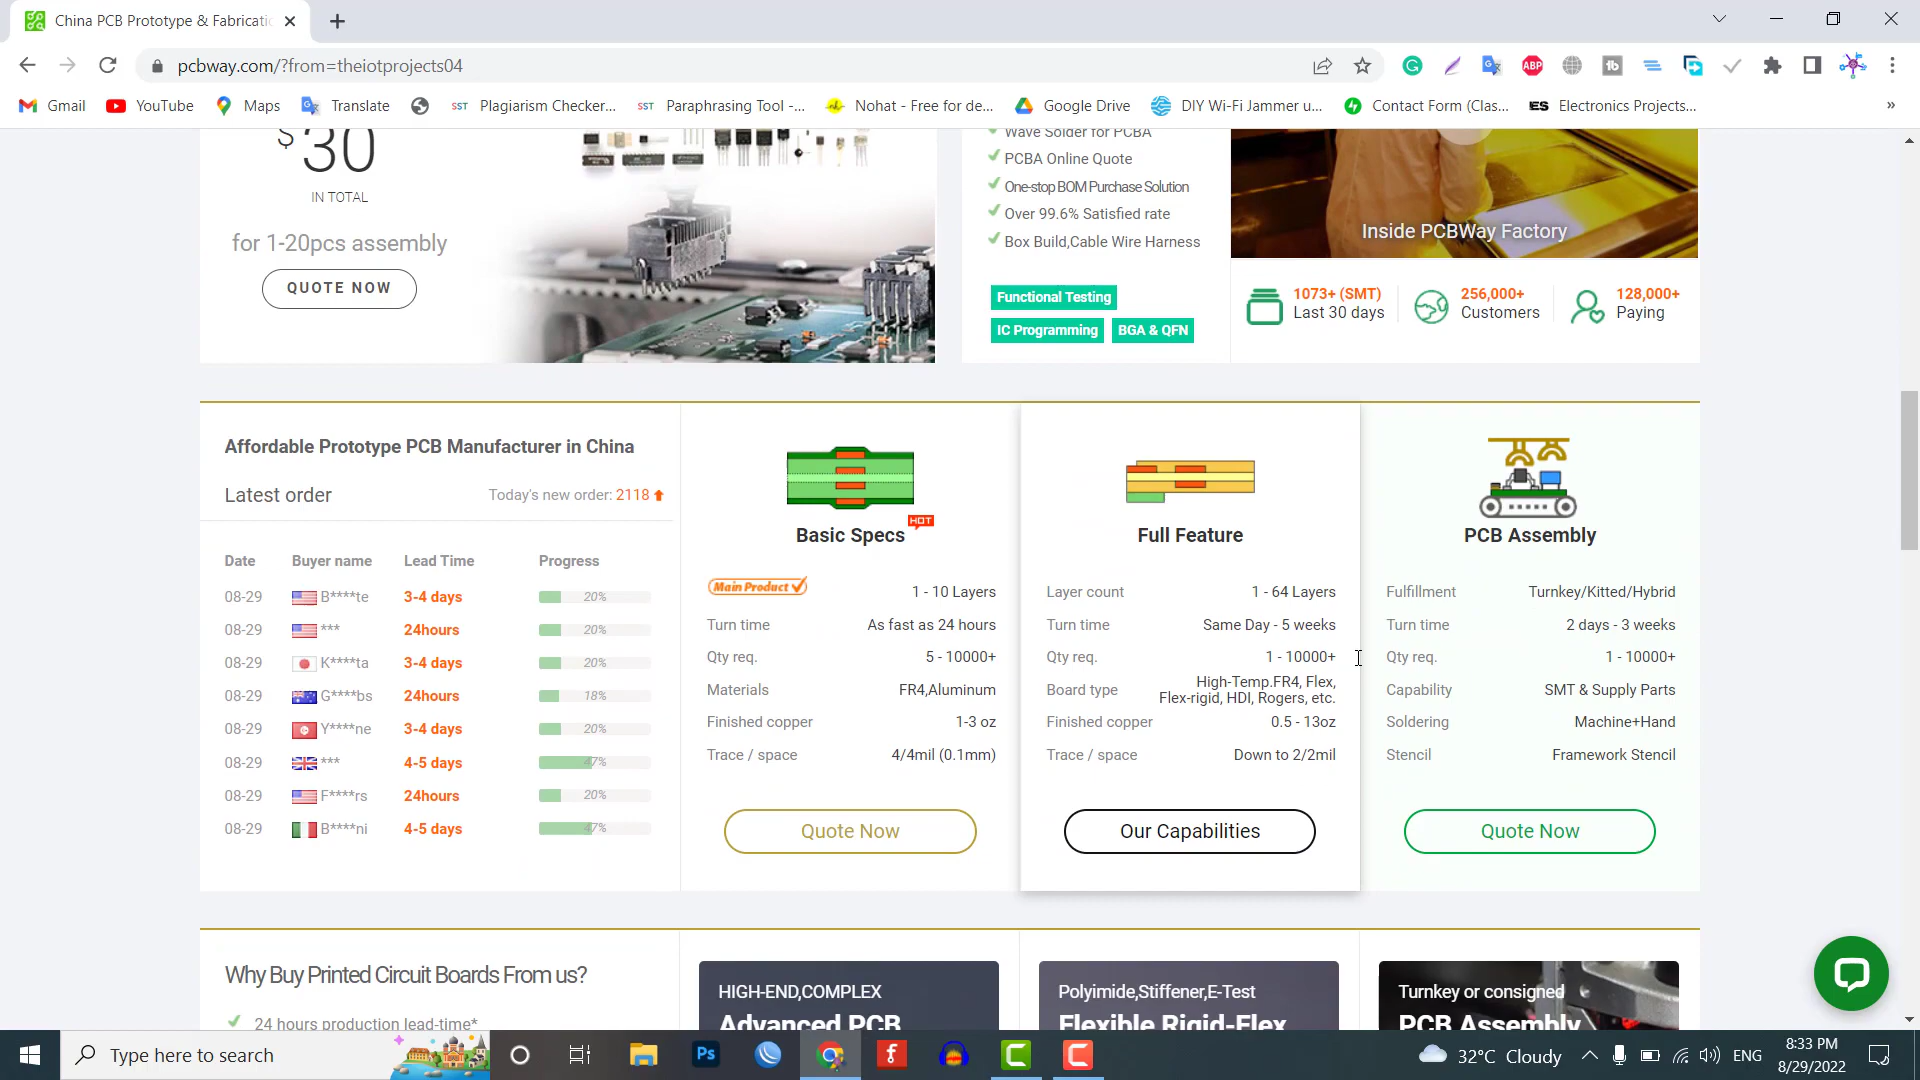 China PCB Prototype & Fabricatio
pcbway.com/?from=theiotprojects04
Gmail
YouTube
Maps
Translate
SST Plagiarism Checker...
SST Paraphrasing Tool -...
Nohat - Free for de...
Google Drive
DIY Wi-Fi Jammer u...
Contact Form (Clas...
ES Electronics Projects...
»
$30
IN TOTAL
for 1-20pcs assembly
QUOTE NOW
Wave Solder for PCBA
PCBA Online Quote
One-stop BOM Purchase Solution
Over 99.6% Satisfied rate
Box Build,Cable Wire Harness
Functional Testing
IC Programming
BGA & QFN
Inside PCBWay Factory
1073+ (SMT)
Last 30 days
256,000+
Customers
128,000+
Paying
Affordable Prototype PCB Manufacturer in China
Latest order
Today's new order: 2118
Date Buyer name Lead Time Progress
08-29 B****te 3-4 days 20%
08-29 *** 24hours 20%
08-29 K****ta 3-4 days 20%
08-29 G****bs 24hours 18%
08-29 Y****ne 3-4 days 20%
08-29 *** 4-5 days 47%
08-29 F****rs 24hours 20%
08-29 B****ni 4-5 days 47%
HOT
Basic Specs
Main Product 1 - 10 Layers
Turn time As fast as 24 hours
Qty req. 5 - 10000+
Materials FR4,Aluminum
Finished copper 1-3 oz
Trace / space 4/4mil (0.1mm)
Quote Now
Full Feature
Layer count 1 - 64 Layers
Turn time Same Day - 5 weeks
Qty req. 1 - 10000+
Board type High-Temp.FR4, Flex,
Flex-rigid, HDI, Rogers, etc.
Finished copper 0.5 - 13oz
Trace / space Down to 2/2mil
Our Capabilities
PCB Assembly
Fulfillment Turnkey/Kitted/Hybrid
Turn time 2 days - 3 weeks
Qty req. 1 - 10000+
Capability SMT & Supply Parts
Soldering Machine+Hand
Stencil Framework Stencil
Quote Now
Why Buy Printed Circuit Boards From us?
24 hours production lead-time*
HIGH-END,COMPLEX
Advanced PCB
Polyimide,Stiffener,E-Test
Flexible Rigid-Flex
Turnkey or consigned
PCB Assembly
Type here to search
Ps
32°C Cloudy
ENG
8:33 PM
8/29/2022